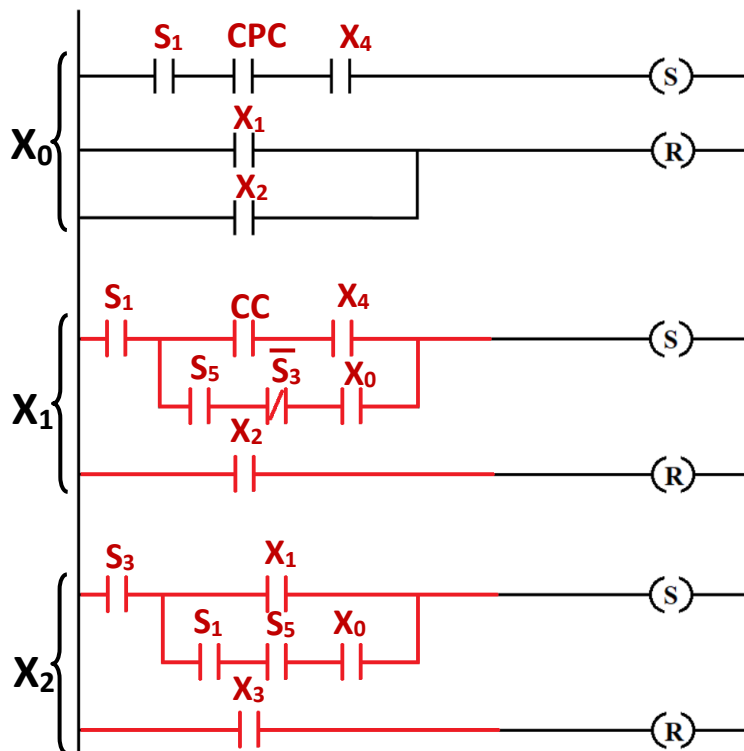 S₁ CPC X₄ S
X₀
X₁ R
X₂
S₁ CC X₄ S
S₅ S̅₃ X₀
X₁
X₂ R
S₃ X₁ S
S₁ S₅ X₀
X₂
X₃ R